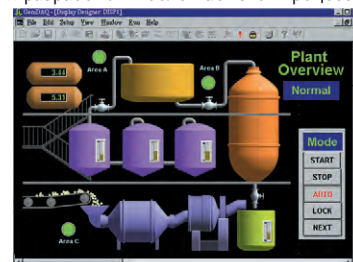 GeniDAQ - [Display Designer DISP1]
File Edit Setup View Window Run Help
Plant
Overview
Normal
Area A
Area B
3.44
5.31
Mode
START
STOP
AUTO
LOCK
NEXT
Area C